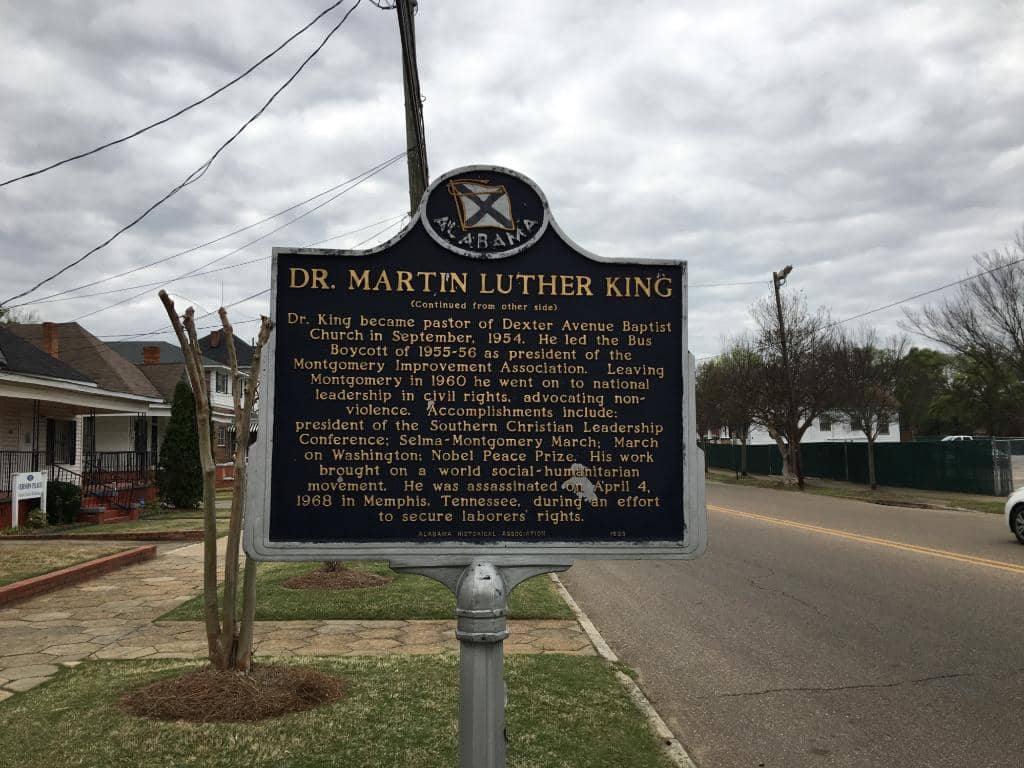 ALABAMA
DR. MARTIN LUTHER KING
(Continued from other side)
Dr. King became pastor of Dexter Avenue Baptist
Church in September, 1954. He led the Bus
Boycott of 1955-56 as president of the
Montgomery Improvement Association. Leaving
Montgomery in 1960 he went on to national
leadership in civil rights, advocating non-
violence. Accomplishments include:
president of the Southern Christian Leadership
Conference; Selma-Montgomery March; March
on Washington; Nobel Peace Prize. His work
brought on a world social-humanitarian
movement. He was assassinated on April 4,
1968 in Memphis, Tennessee, during an effort
to secure laborers' rights.
ALABAMA HISTORICAL ASSOCIATION